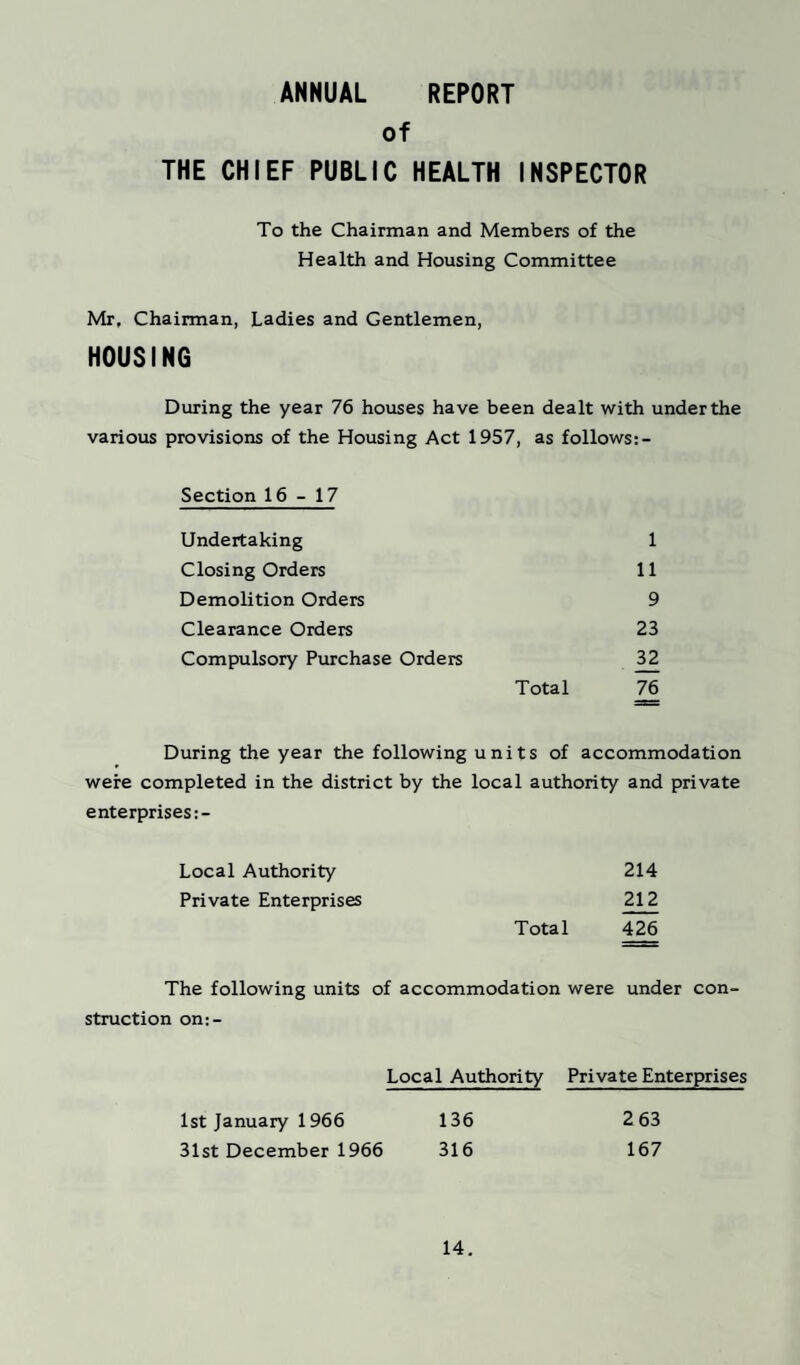 ANNUAL REPORT
of
THE CHIEF PUBLIC HEALTH INSPECTOR
To the Chairman and Members of the
Health and Housing Committee
Mr. Chairman, Ladies and Gentlemen,
HOUSING
During the year 76 houses have been dealt with under the
various provisions of the Housing Act 1957, as follows:-
Section 16 - 17
Undertaking 1
Closing Orders 11
Demolition Orders 9
Clearance Orders 23
Compulsory Purchase Orders 32
Total 76
During the year the following units of accommodation
were completed in the district by the local authority and private
enterprises:-
Local Authority 214
Private Enterprises 212
Total 426
The following units of accommodation were under con-
struction on:-
Local Authority Private Enterprises
1st January 1966 136 263
31st December 1966 316 167
14.